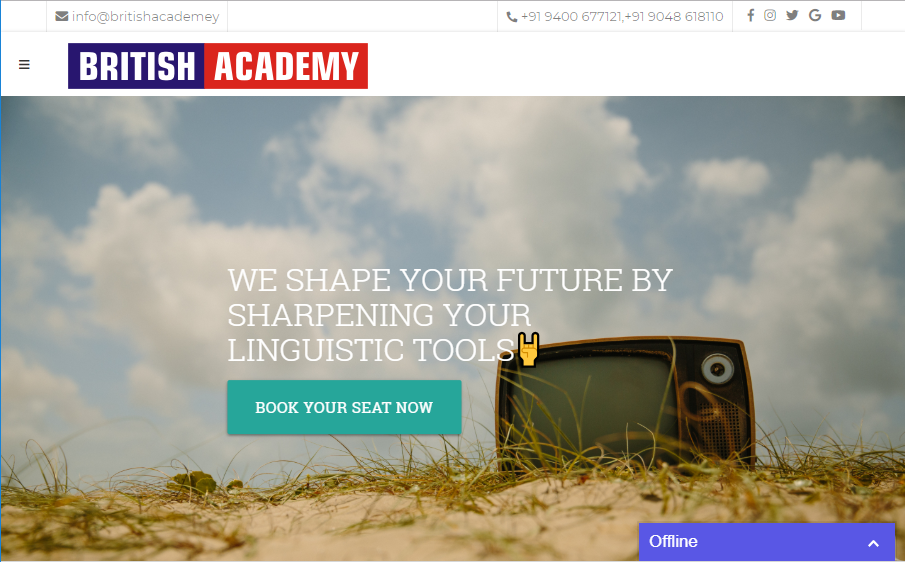 info@britishacademey
+91 9400 677121,+91 9048 618110
BRITISH ACADEMY
WE SHAPE YOUR FUTURE BY
SHARPENING YOUR
LINGUISTIC TOOLS🤘
BOOK YOUR SEAT NOW
Offline